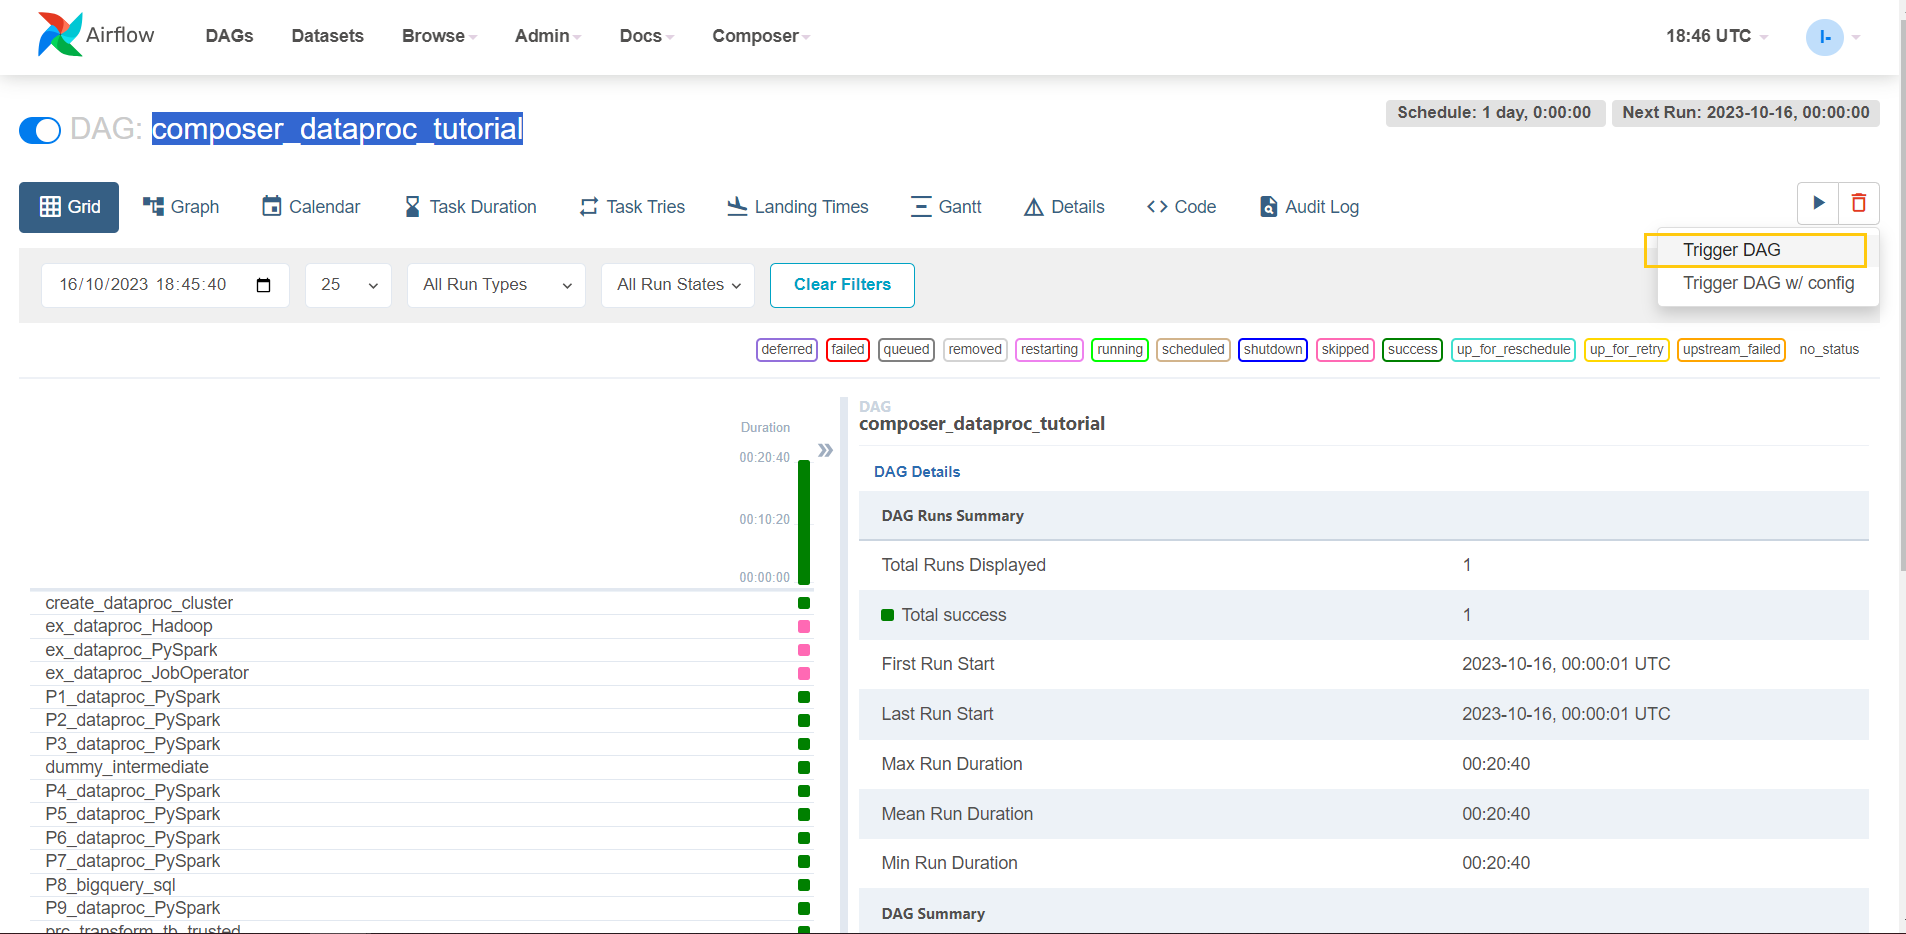 Airflow DAGs Datasets Browse Admin Docs Composer 18:46 UTC I-
DAG: composer_dataproc_tutorial
Schedule: 1 day, 0:00:00 Next Run: 2023-10-16, 00:00:00
Grid Graph Calendar Task Duration Task Tries Landing Times Gantt Details Code Audit Log
Trigger DAG
Trigger DAG w/ config
16/10/2023 18:45:40 25 All Run Types All Run States Clear Filters
deferred failed queued removed restarting running scheduled shutdown skipped success up_for_reschedule up_for_retry upstream_failed no_status
Duration
00:20:40
00:10:20
00:00:00
create_dataproc_cluster
ex_dataproc_Hadoop
ex_dataproc_PySpark
ex_dataproc_JobOperator
P1_dataproc_PySpark
P2_dataproc_PySpark
P3_dataproc_PySpark
dummy_intermediate
P4_dataproc_PySpark
P5_dataproc_PySpark
P6_dataproc_PySpark
P7_dataproc_PySpark
P8_bigquery_sql
P9_dataproc_PySpark
prc_transform_tb_trusted
DAG
composer_dataproc_tutorial
DAG Details
DAG Runs Summary
Total Runs Displayed 1
Total success 1
First Run Start 2023-10-16, 00:00:01 UTC
Last Run Start 2023-10-16, 00:00:01 UTC
Max Run Duration 00:20:40
Mean Run Duration 00:20:40
Min Run Duration 00:20:40
DAG Summary